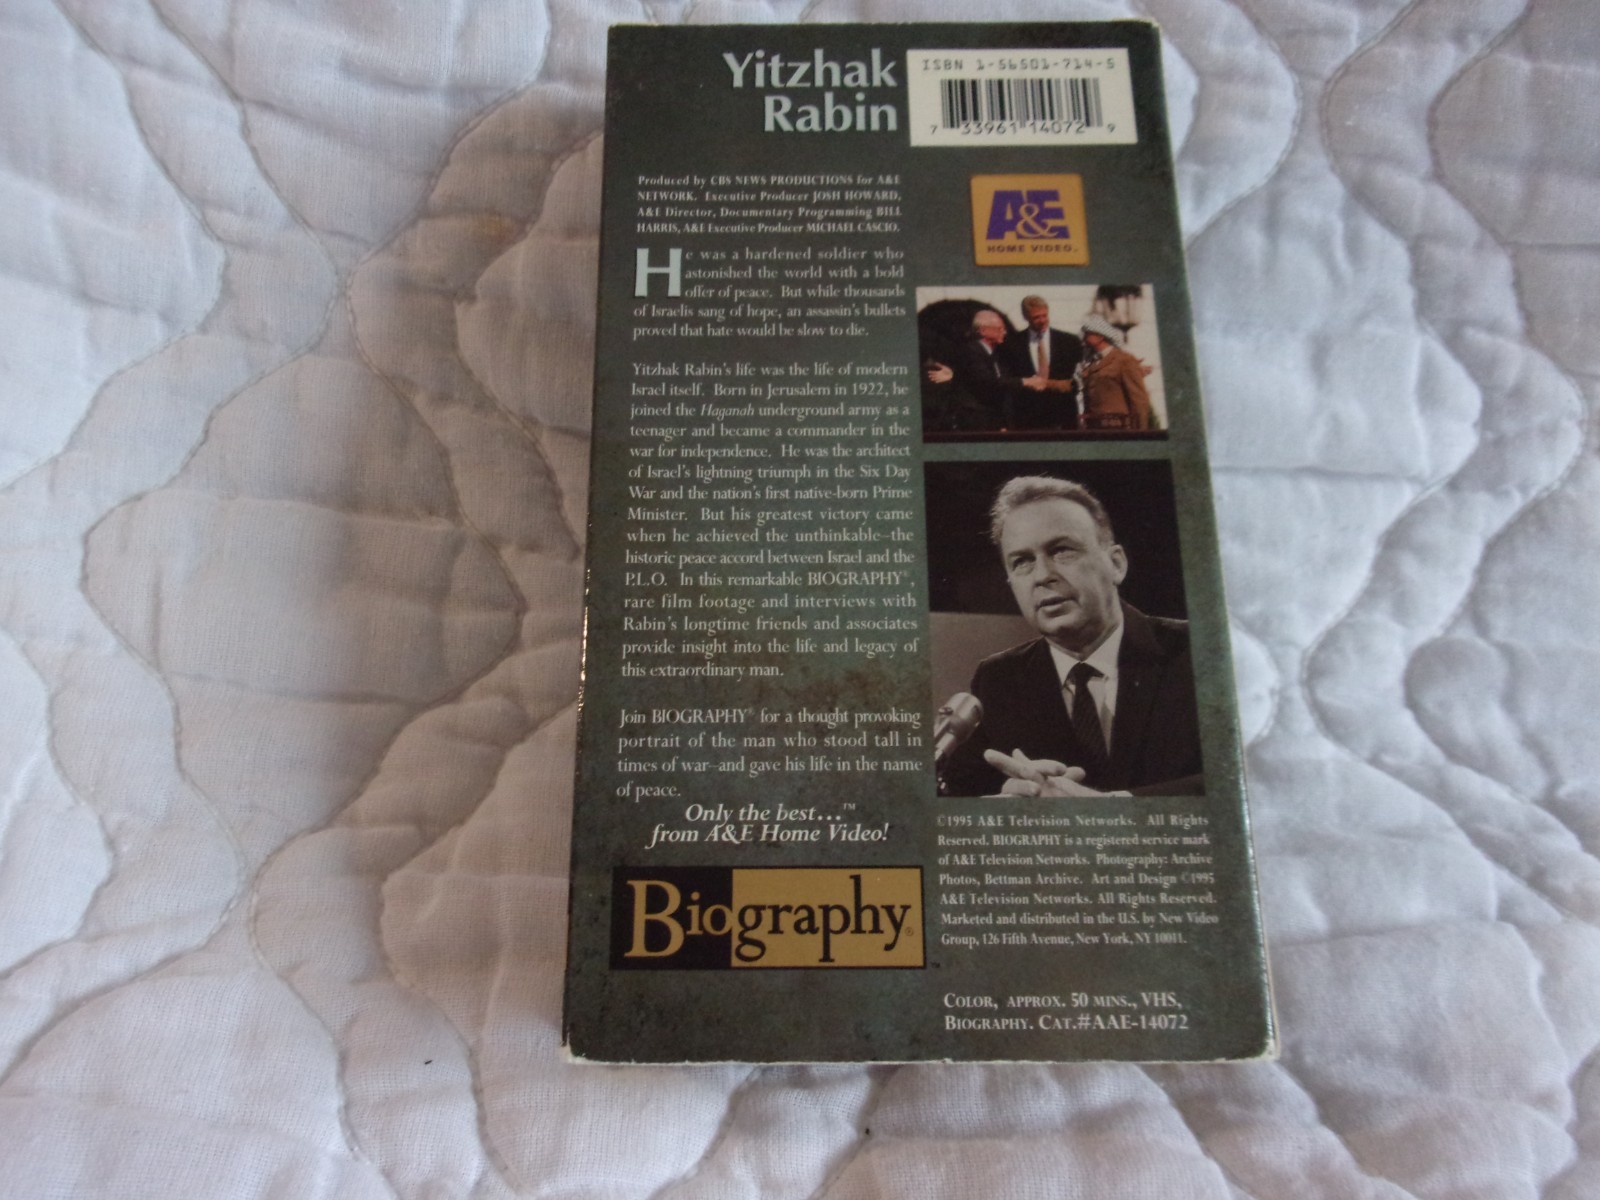 Yitzhak
Rabin
ISBN 1-56501-714-5
7 33961 14072 9
Produced by CBS NEWS PRODUCTIONS for A&E
NETWORK. Executive Producer JOSH HOWARD,
A&E Director, Documentary Programming BILL
HARRIS, A&E Executive Producer MICHAEL CASCIO.
He was a hardened soldier who
astonished the world with a bold
offer of peace. But while thousands
of Israelis sang of hope, an assassin's bullets
proved that hate would be slow to die.
Yitzhak Rabin's life was the life of modern
Israel itself. Born in Jerusalem in 1922, he
joined the Haganah underground army as a
teenager and became a commander in the
war for independence. He was the architect
of Israel's lightning triumph in the Six Day
War and the nation's first native-born Prime
Minister. But his greatest victory came
when he achieved the unthinkable–the
historic peace accord between Israel and the
P.L.O. In this remarkable BIOGRAPHY®,
rare film footage and interviews with
Rabin's longtime friends and associates
provide insight into the life and legacy of
this extraordinary man.
Join BIOGRAPHY® for a thought provoking
portrait of the man who stood tall in
times of war–and gave his life in the name
of peace.
Only the best...™
from A&E Home Video!
Biography®
A&E
HOME VIDEO.
©1995 A&E Television Networks. All Rights
Reserved. BIOGRAPHY is a registered service mark
of A&E Television Networks. Photography: Archive
Photos, Bettman Archive. Art and Design ©1995
A&E Television Networks. All Rights Reserved.
Marketed and distributed in the U.S. by New Video
Group, 126 Fifth Avenue, New York, NY 10011.
COLOR, APPROX. 50 MINS., VHS,
BIOGRAPHY. CAT.#AAE-14072